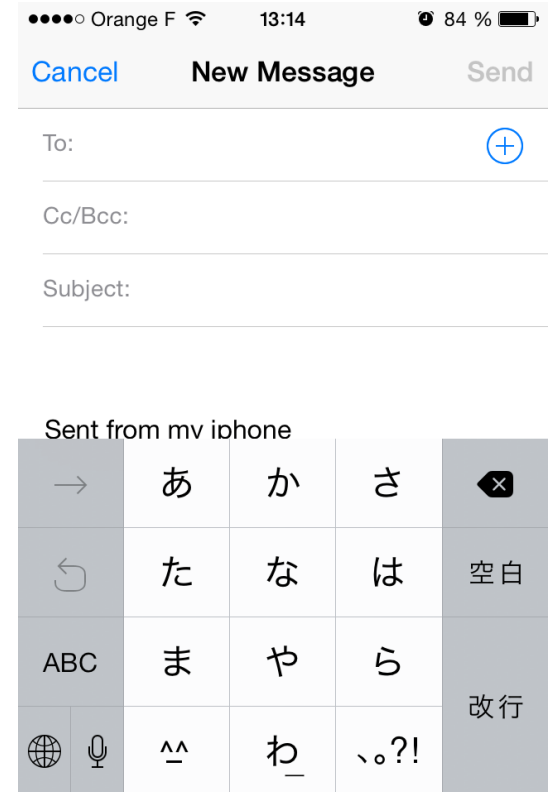 Orange F 13:14 84 %
Cancel New Message Send
To:
Cc/Bcc:
Subject:
Sent from my iphone
→ あ か さ
た な は 空白
ABC ま や ら
改行
^_^ わ_ 、。?!